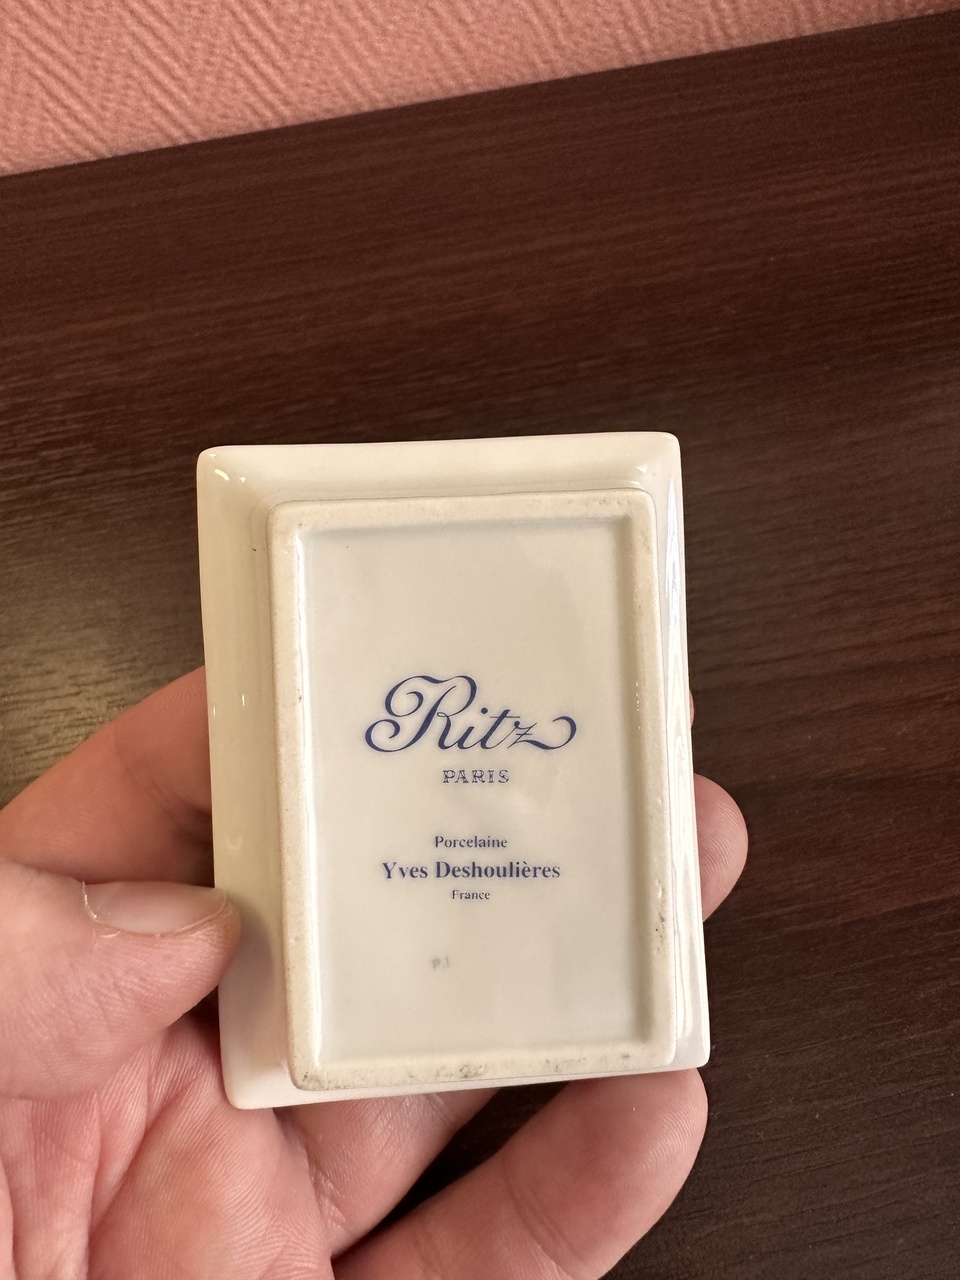 Ritz
PARIS
Porcelaine
Yves Deshoulières
France